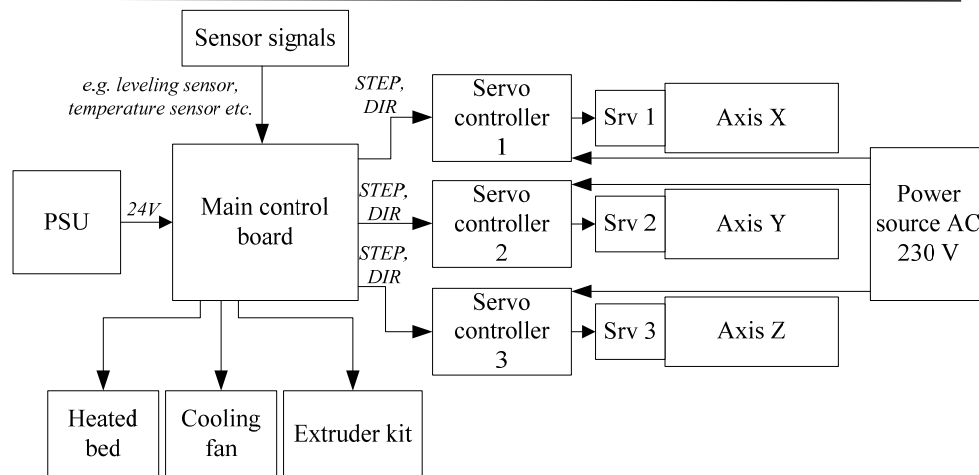 Sensor signals
e.g. leveling sensor,
temperature sensor etc.
STEP,
DIR
Servo
controller
1
Srv 1
Axis X
PSU
24V
Main control
board
STEP,
DIR
Servo
controller
2
Srv 2
Axis Y
Power
source AC
230 V
STEP,
DIR
Servo
controller
3
Srv 3
Axis Z
Heated
bed
Cooling
fan
Extruder kit